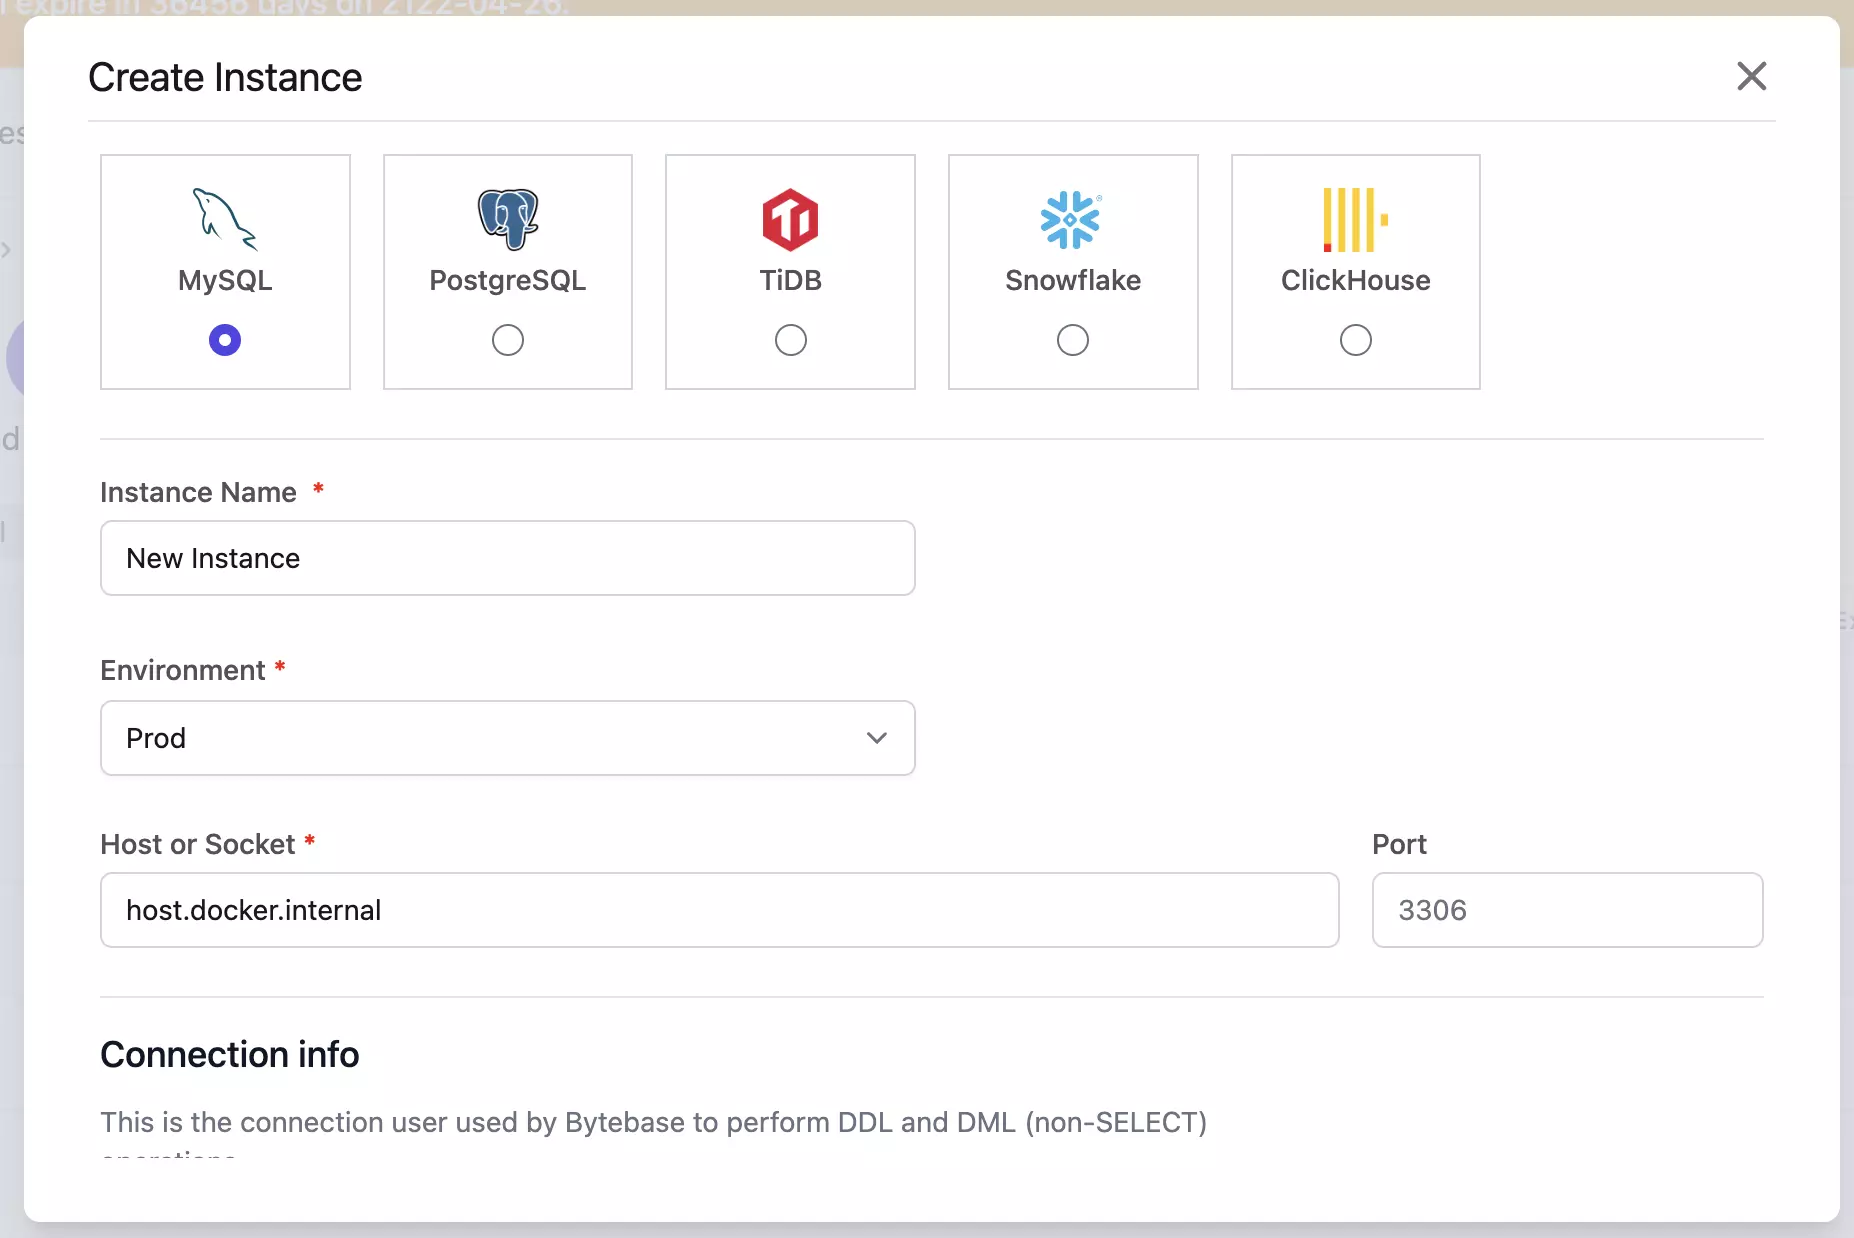 expire in 36456 days on 2122-04-26.
Create Instance
MySQL
PostgreSQL
TiDB
Snowflake
ClickHouse
Instance Name *
New Instance
Environment *
Prod
Host or Socket *
host.docker.internal
Port
3306
Connection info
This is the connection user used by Bytebase to perform DDL and DML (non-SELECT)
operations